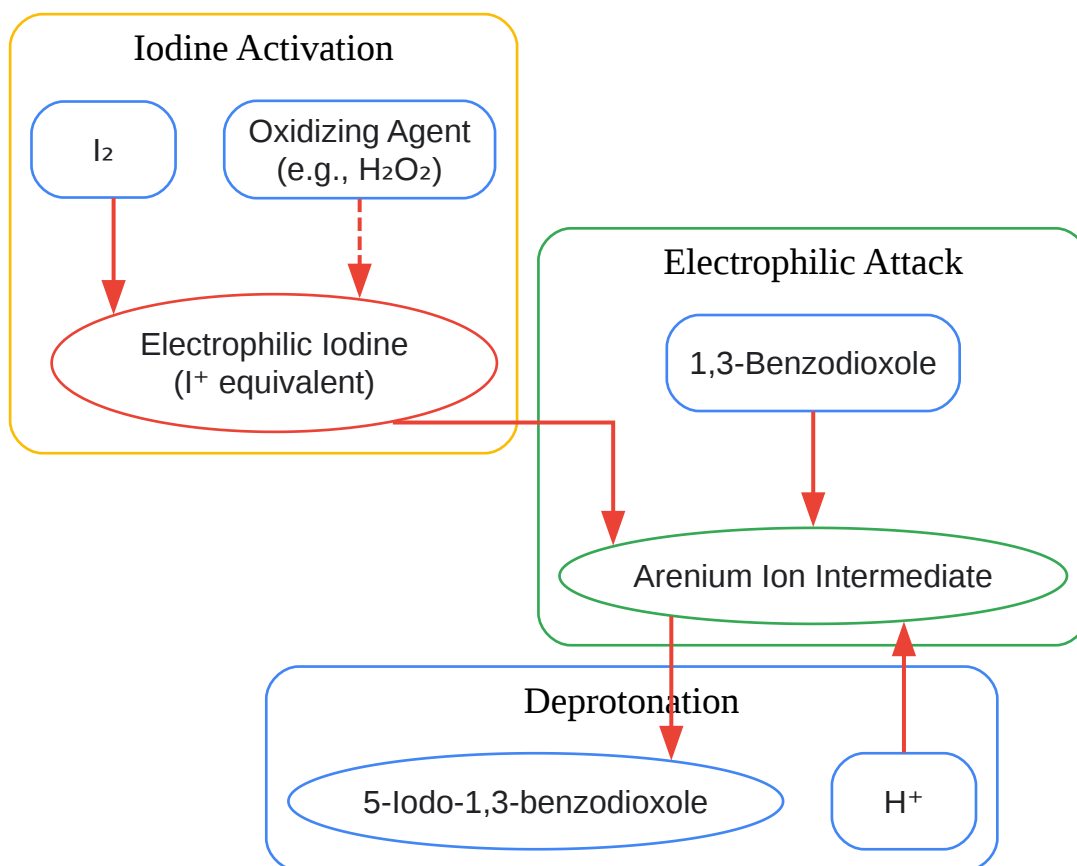 Iodine Activation
I₂
Oxidizing Agent
(e.g., H₂O₂)
Electrophilic Iodine
(I⁺ equivalent)
Electrophilic Attack
1,3-Benzodioxole
Arenium Ion Intermediate
Deprotonation
5-Iodo-1,3-benzodioxole
H⁺